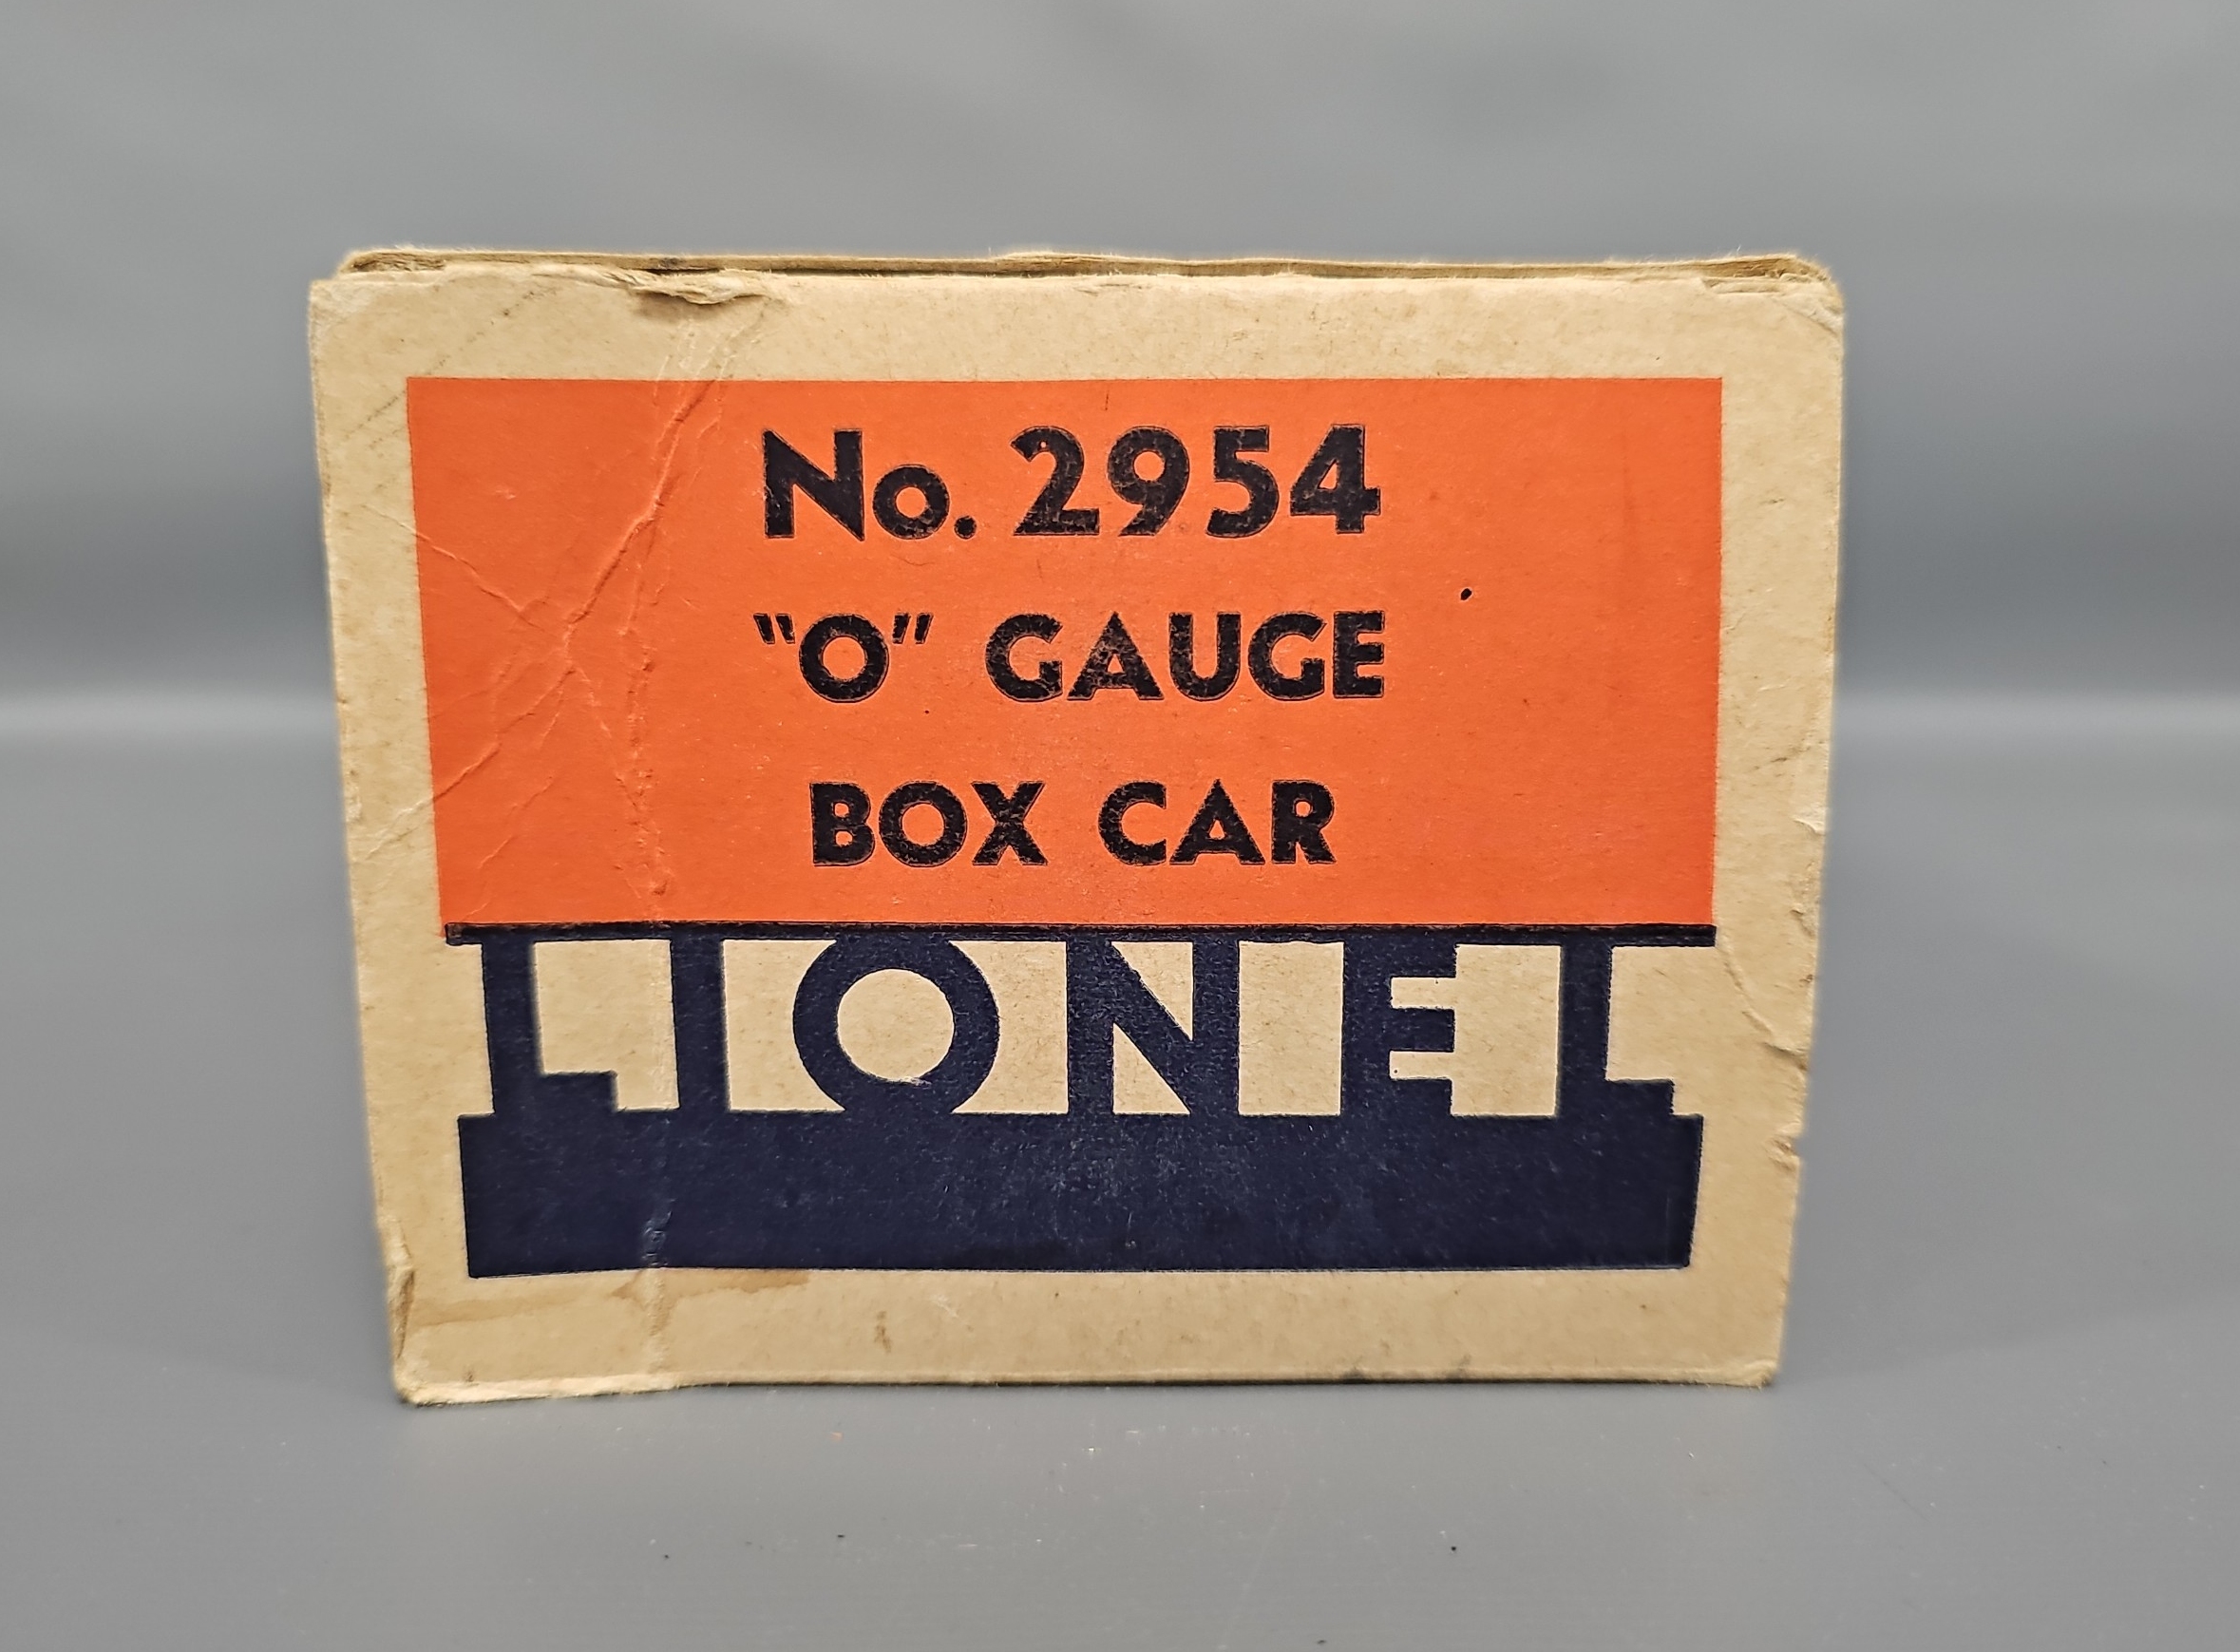 No. 2954
"O" GAUGE
BOX CAR
LIONEL